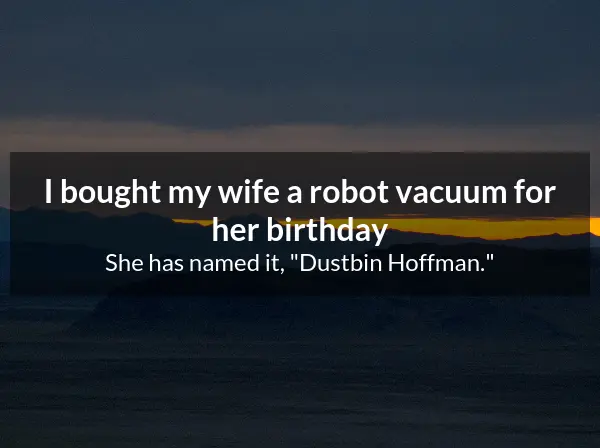 I bought my wife a robot vacuum for
her birthday
She has named it, "Dustbin Hoffman."